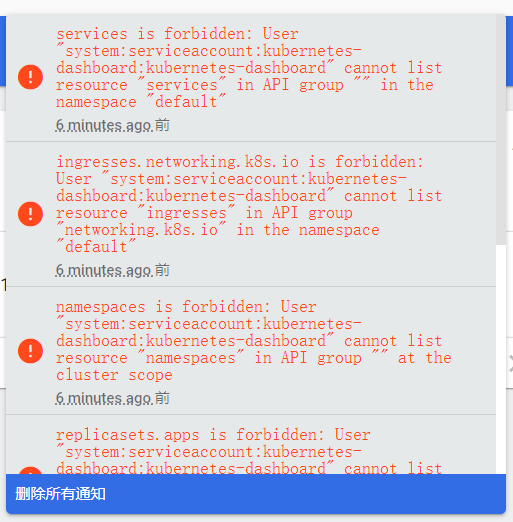 services is forbidden: User
"system:serviceaccount:kubernetes-
dashboard:kubernetes-dashboard" cannot list
resource "services" in API group "" in the
namespace "default"
6 minutes ago 前
ingresses.networking.k8s.io is forbidden:
User "system:serviceaccount:kubernetes-
dashboard:kubernetes-dashboard" cannot list
resource "ingresses" in API group
"networking.k8s.io" in the namespace
"default"
6 minutes ago 前
1
namespaces is forbidden: User
"system:serviceaccount:kubernetes-
dashboard:kubernetes-dashboard" cannot list
resource "namespaces" in API group "" at the
cluster scope
6 minutes ago 前
replicasets.apps is forbidden: User
"system:serviceaccount:kubernetes-
dashboard:kubernetes-dashboard" cannot list
删除所有通知